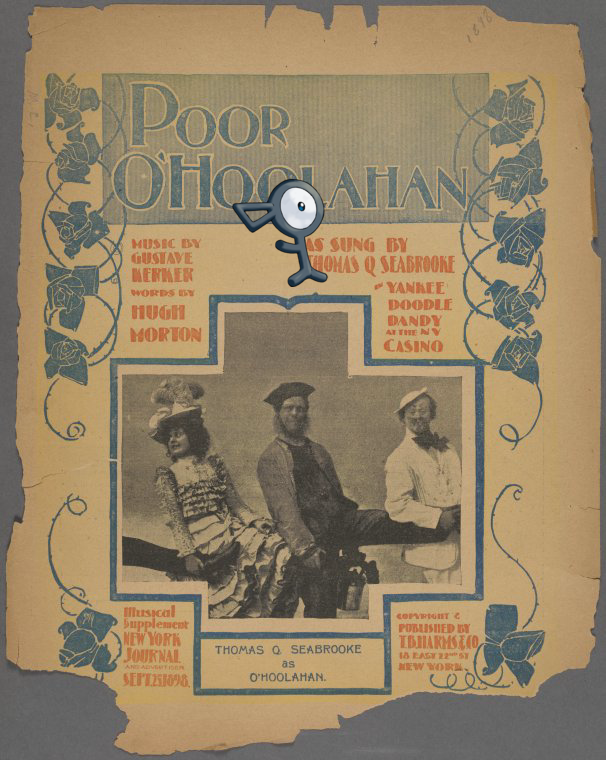 POOR
O'HOOLAHAN
MUSIC BY
GUSTAVE
KERKER
WORDS BY
HUGH
MORTON
AS SUNG BY
THOMAS Q SEABROOKE
IN YANKEE
DOODLE
DANDY
AT THE NY
CASINO
Musical
Supplement
NEW YORK
JOURNAL
AND ADVERTISER
SEPT. 25 1898.
THOMAS Q. SEABROOKE
as
O'HOOLAHAN.
COPYRIGHT &
PUBLISHED BY
T.B. HARMS & CO
18 EAST 22ND ST
NEW YORK.